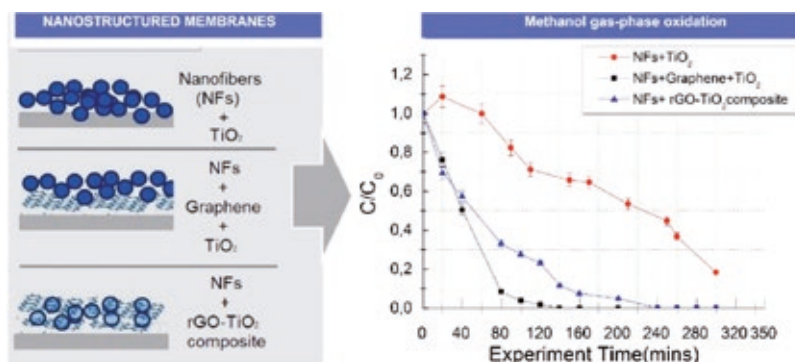 NANOSTRUCTURED MEMBRANES
Nanofibers
(NFs)
+
TiO₂
NFs
+
Graphene
+
TiO₂
NFs
+
rGO-TiO₂
composite
Methanol gas-phase oxidation
NFs+TiO₂
NFs+Graphene+TiO₂
NFs+ rGO-TiO₂composite
C/C₀
1,2
1,0
0,8
0,6
0,4
0,2
0,0
0 40 80 120 160 200 240 280 320 350
Experiment Time(mins)